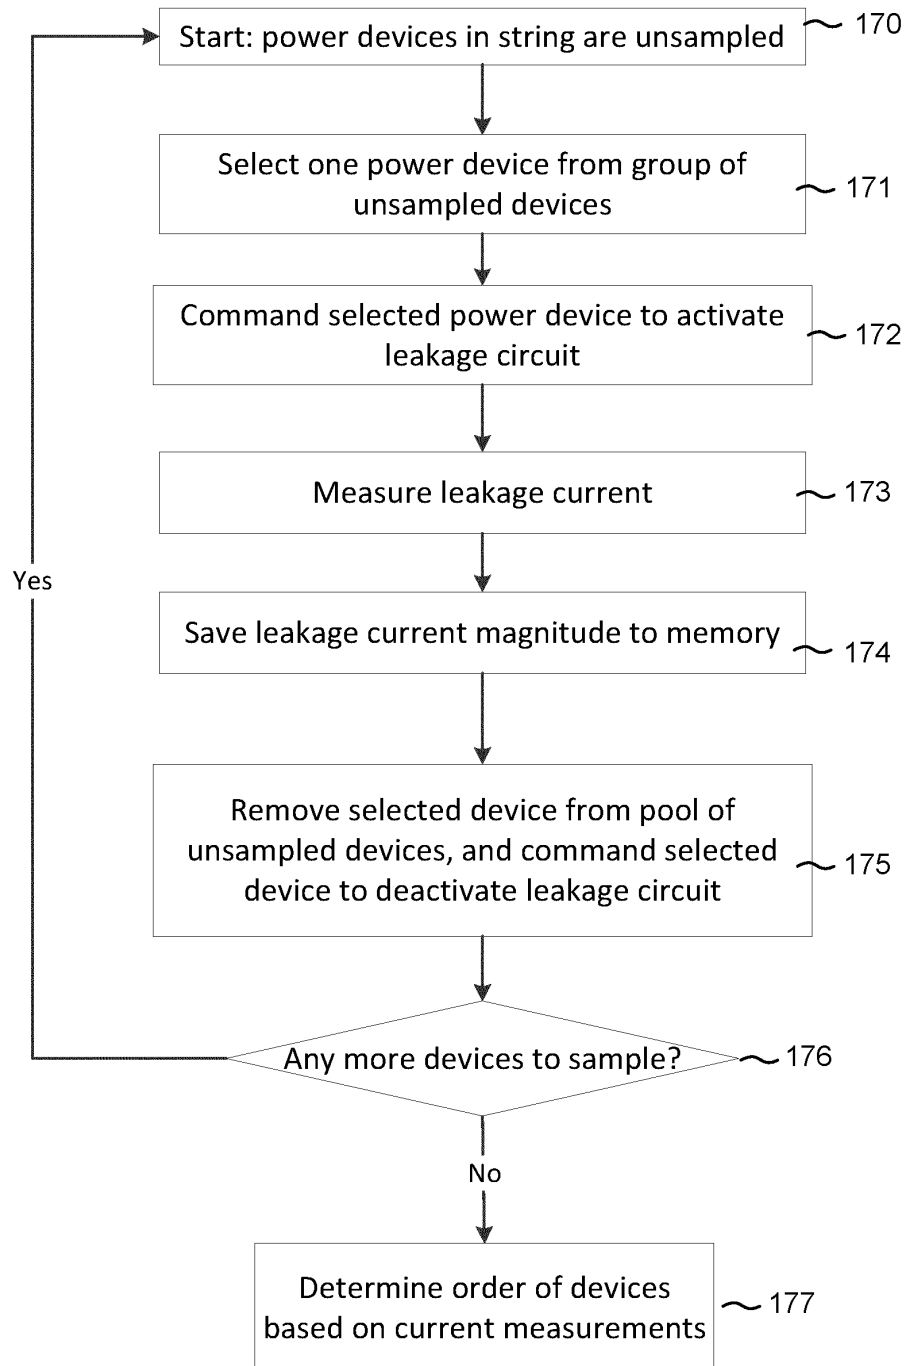 Start: power devices in string are unsampled
170
Select one power device from group of
unsampled devices
171
Command selected power device to activate
leakage circuit
172
Measure leakage current
173
Yes
Save leakage current magnitude to memory
174
Remove selected device from pool of
unsampled devices, and command selected
device to deactivate leakage circuit
175
Any more devices to sample?
176
No
Determine order of devices
based on current measurements
177